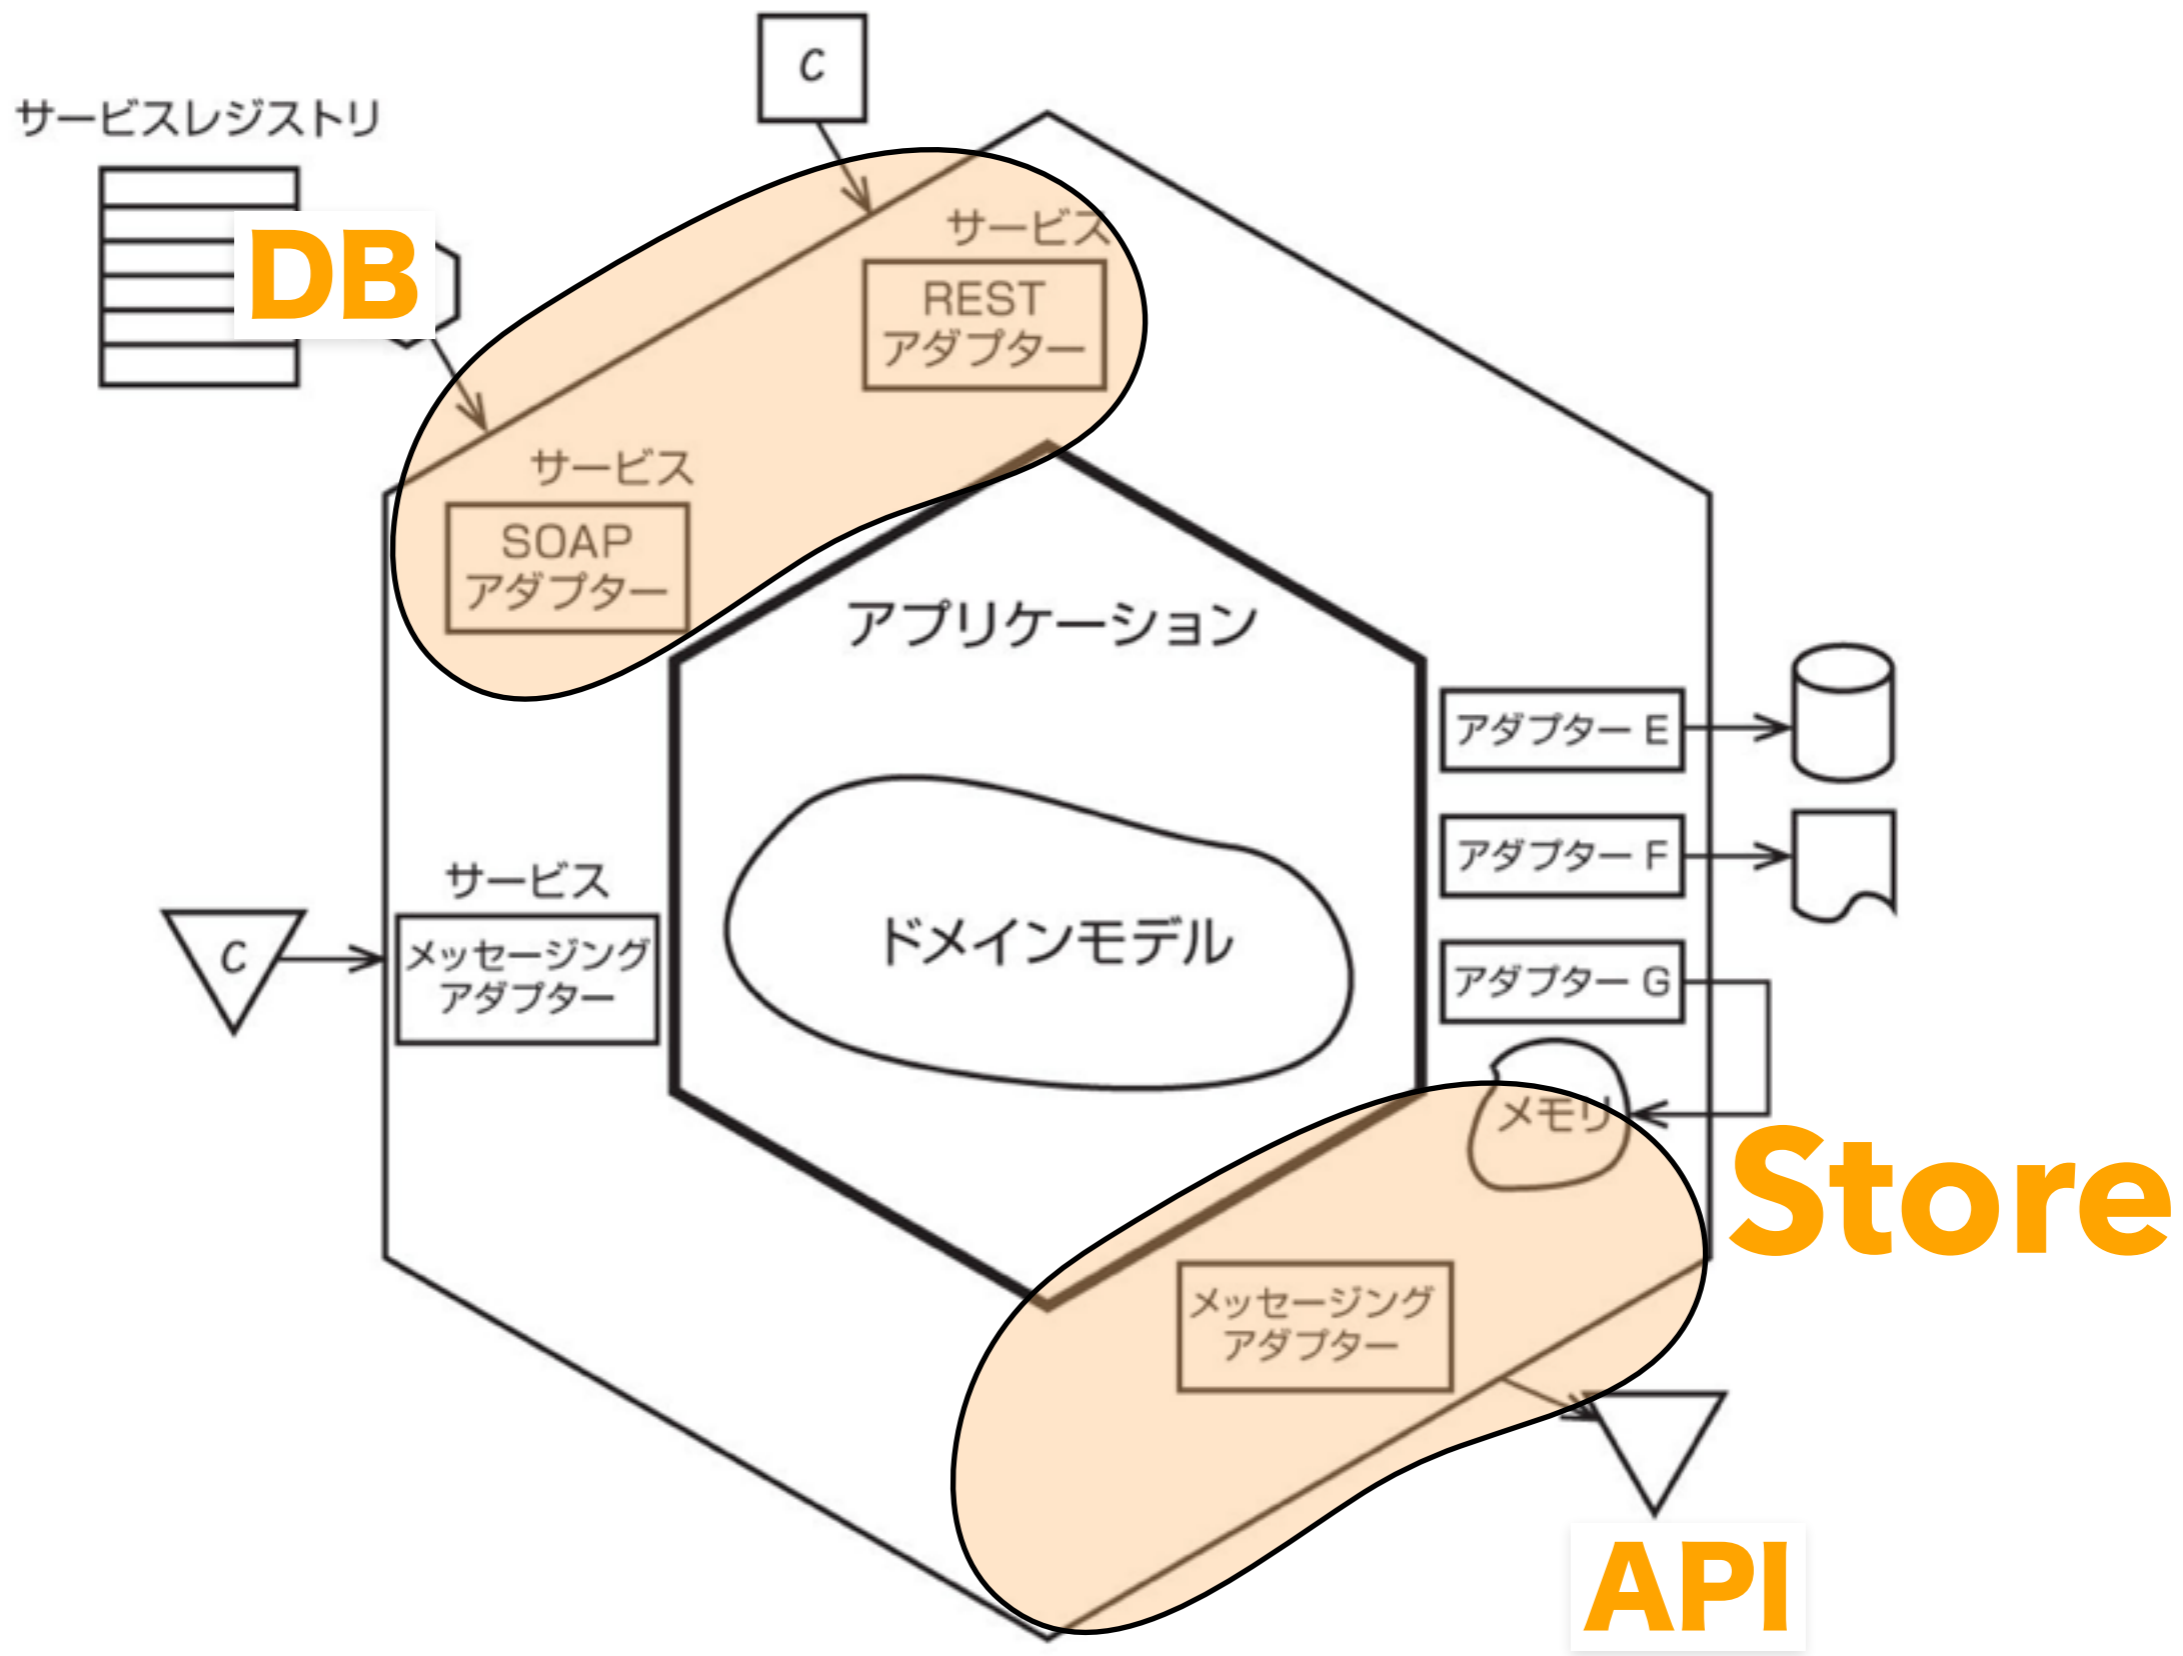 C
サービスレジストリ
DB
サービス
REST
アダプター
サービス
SOAP
アダプター
アプリケーション
アダプター E
アダプター F
サービス
C
メッセージング
アダプター
ドメインモデル
アダプター G
メモリ
Store
メッセージング
アダプター
API